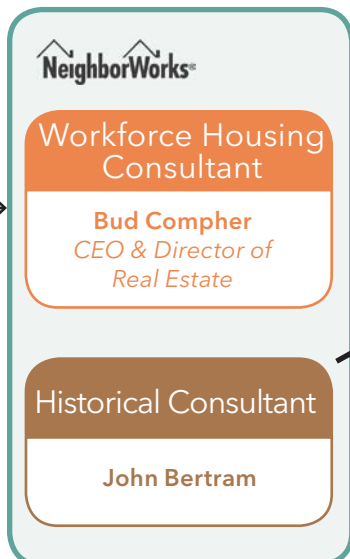 NeighborWorks®
Workforce Housing
Consultant
Bud Compher
CEO & Director of
Real Estate
Historical Consultant
John Bertram